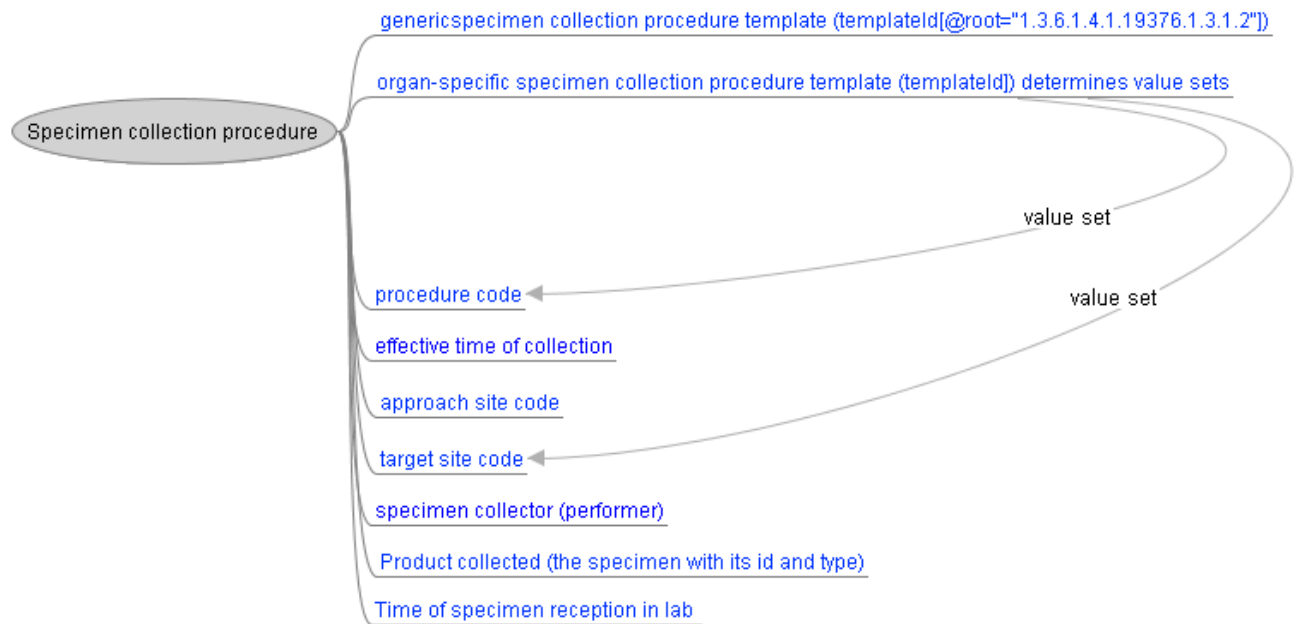 genericspecimen collection procedure template (templateId[@root="1.3.6.1.4.1.19376.1.3.1.2"])
organ-specific specimen collection procedure template (templateId]) determines value sets
Specimen collection procedure
value set
procedure code
value set
effective time of collection
approach site code
target site code
specimen collector (performer)
Product collected (the specimen with its id and type)
Time of specimen reception in lab